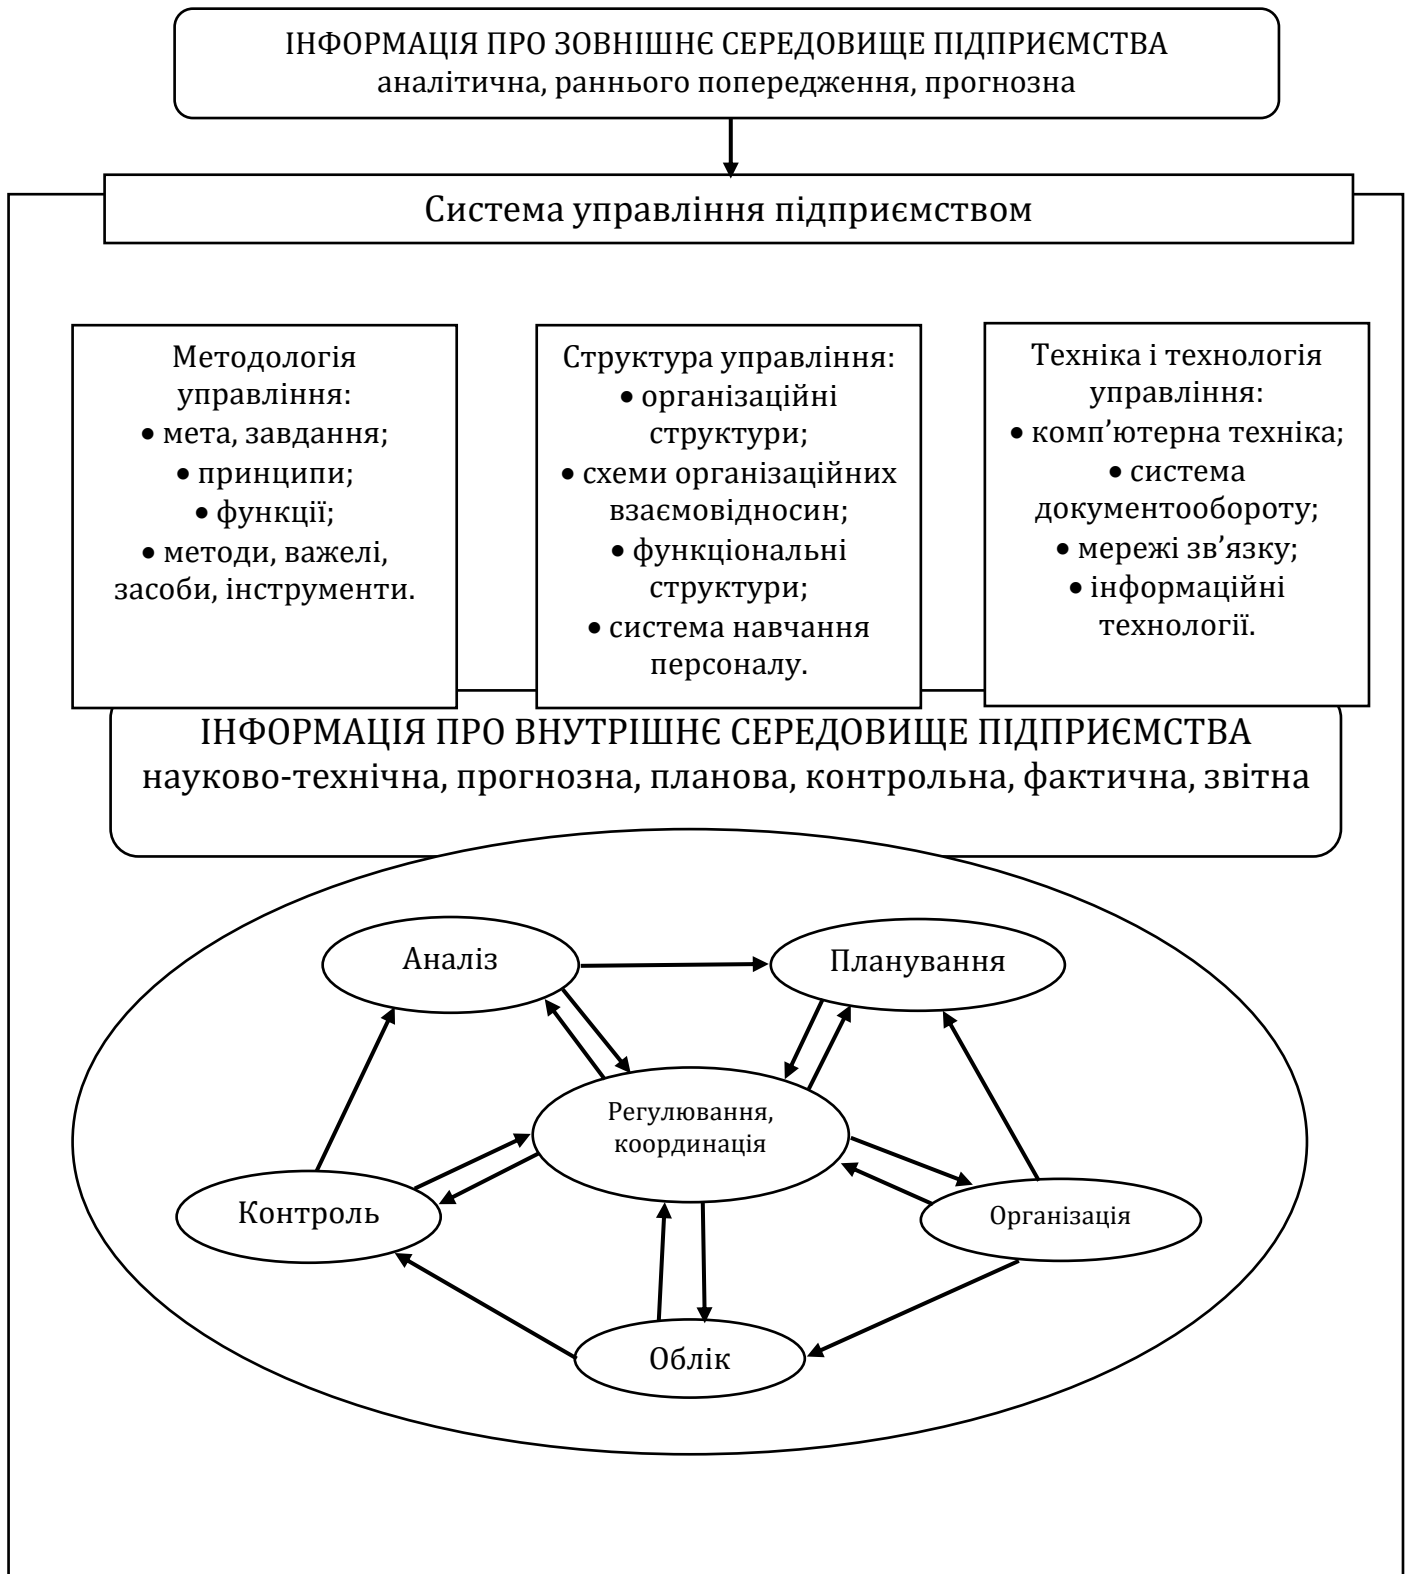 ІНФОРМАЦІЯ ПРО ЗОВНІШНЄ СЕРЕДОВИЩЕ ПІДПРИЄМСТВА
аналітична, раннього попередження, прогнозна
Система управління підприємством
Методологія
управління:
• мета, завдання;
• принципи;
• функції;
• методи, важелі,
засоби, інструменти.
Структура управління:
• організаційні
структури;
• схеми організаційних
взаємовідносин;
• функціональні
структури;
• система навчання
персоналу.
Техніка і технологія
управління:
• комп’ютерна техніка;
• система
документообороту;
• мережі зв’язку;
• інформаційні
технології.
ІНФОРМАЦІЯ ПРО ВНУТРІШНЄ СЕРЕДОВИЩЕ ПІДПРИЄМСТВА
науково-технічна, прогнозна, планова, контрольна, фактична, звітна
Аналіз
Планування
Регулювання,
координація
Контроль
Організація
Облік